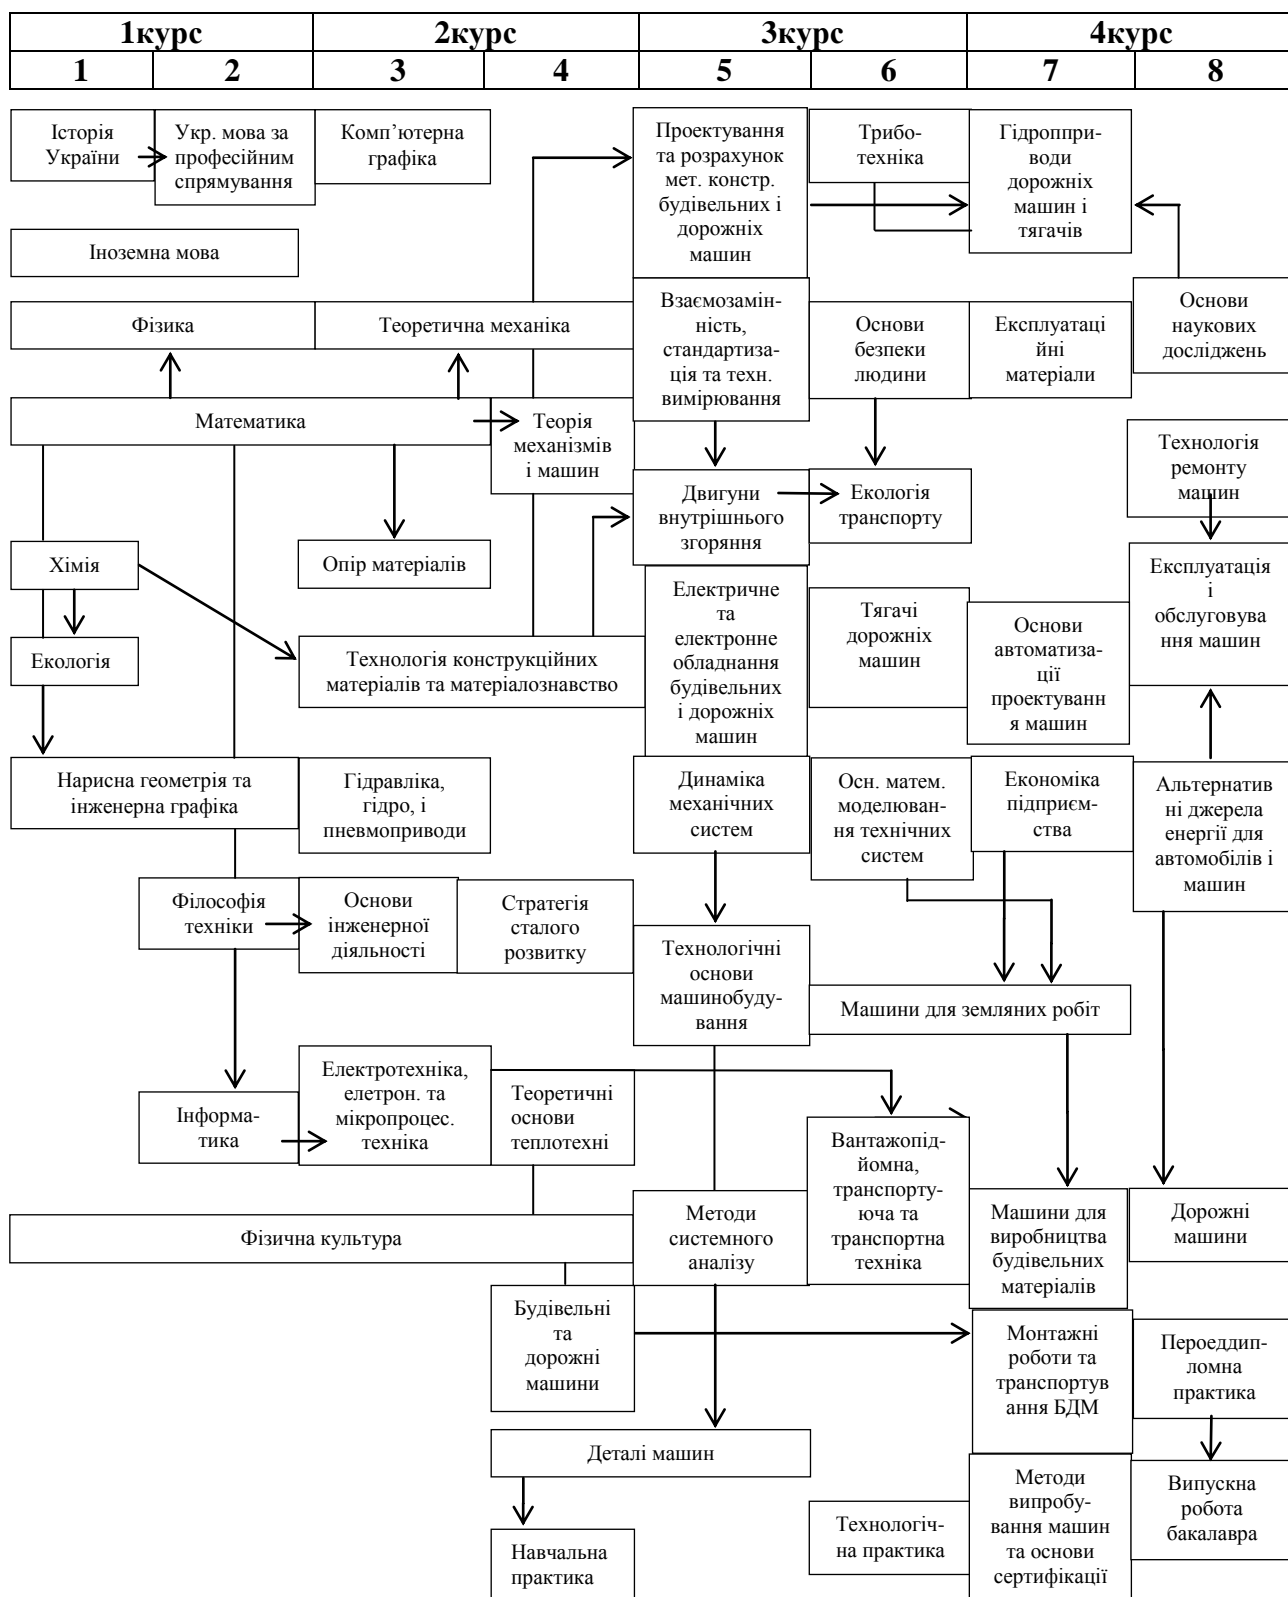 1курс
2курс
3курс
4курс
1
2
3
4
5
6
7
8
Історія
України
Укр. мова за
професійним
спрямування
Комп’ютерна
графіка
Проектування
та розрахунок
мет. констр.
будівельних і
дорожніх
машин
Трибо-
техніка
Гідроппри-
води
дорожніх
машин і
тягачів
Іноземна мова
Фізика
Теоретична механіка
Взаємозамін-
ність,
стандартиза-
ція та техн.
вимірювання
Основи
безпеки
людини
Експлуатаці
йні
матеріали
Основи
наукових
досліджень
Математика
Теорія
механізмів
і машин
Технологія
ремонту
машин
Двигуни
внутрішнього
згоряння
Екологія
транспорту
Хімія
Опір матеріалів
Експлуатація
і
обслуговува
ння машин
Електричне
та
електронне
обладнання
будівельних
і дорожніх
машин
Тягачі
дорожніх
машин
Основи
автоматиза-
ції
проектуванн
я машин
Екологія
Технологія конструкційних
матеріалів та матеріалознавство
Нарисна геометрія та
інженерна графіка
Гідравліка,
гідро, і
пневмоприводи
Динаміка
механічних
систем
Осн. матем.
моделюван-
ня технічних
систем
Економіка
підприєм-
ства
Альтернатив
ні джерела
енергії для
автомобілів і
машин
Філософія
техніки
Основи
інженерної
діяльності
Стратегія
сталого
розвитку
Технологічні
основи
машинобуду-
вання
Машини для земляних робіт
Інформа-
тика
Електротехніка,
елетрон. та
мікропроцес.
техніка
Теоретичні
основи
теплотехні
Вантажопід-
йомна,
транспорту-
юча та
транспортна
техніка
Фізична культура
Методи
системного
аналізу
Машини для
виробництва
будівельних
матеріалів
Дорожні
машини
Будівельні
та
дорожні
машини
Монтажні
роботи та
транспортув
ання БДМ
Пероеддип-
ломна
практика
Деталі машин
Навчальна
практика
Технологіч-
на практика
Методи
випробу-
вання машин
та основи
сертифікації
Випускна
робота
бакалавра